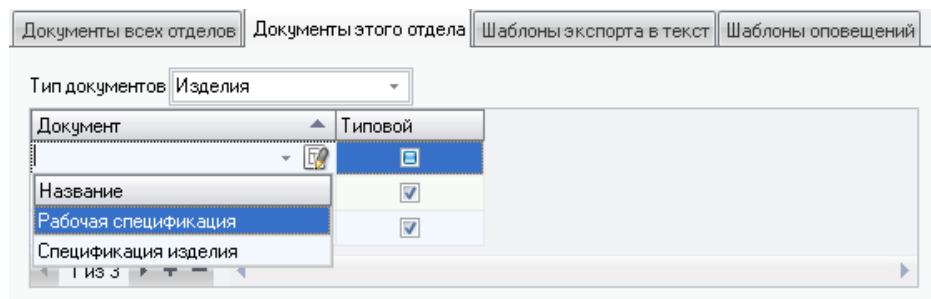 Документы всех отделов Документы этого отдела Шаблоны экспорта в текст Шаблоны оповещений
Тип документов Изделия
Документ Типовой
Название
Рабочая спецификация
Спецификация изделия
1 из 3